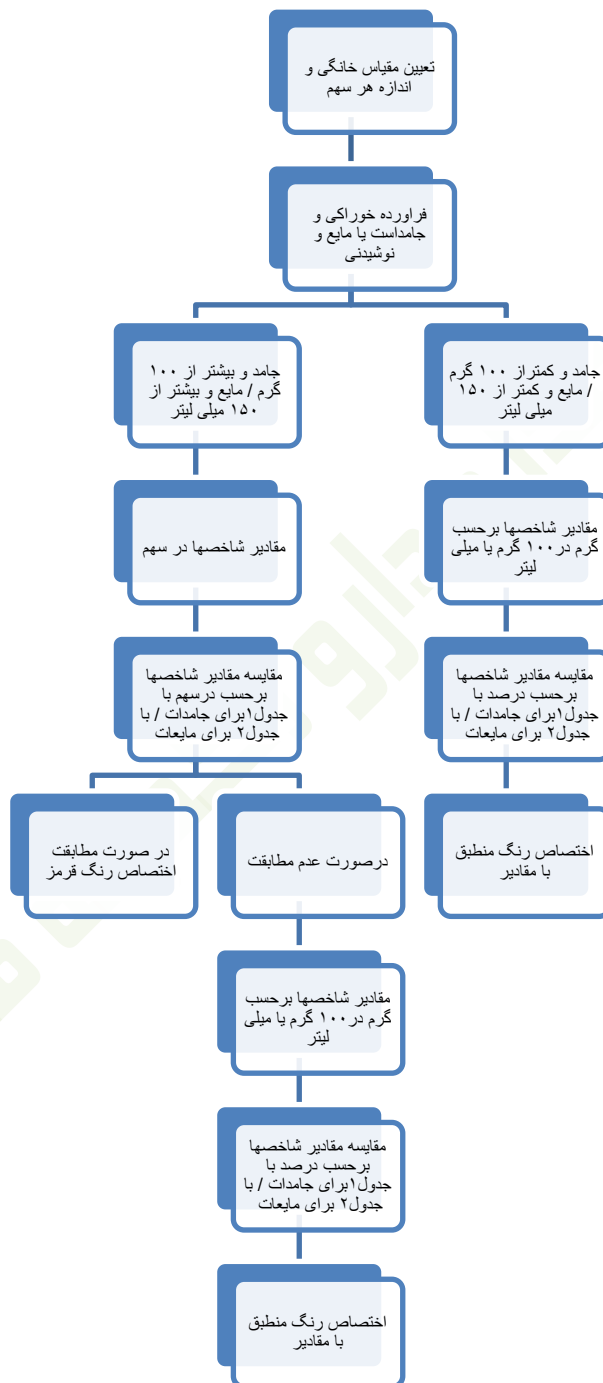 تعیین مقیاس خانگی و
اندازه هر سهم
فراورده خوراکی و
جامداست یا مایع و
نوشیدنی
جامد و کمتراز ۱۰۰ گرم
/ مایع و کمتر از ۱۵۰
میلی لیتر
مقادیر شاخصها برحسب
گرم در۱۰۰ گرم یا میلی
لیتر
مقایسه مقادیر شاخصها
برحسب درصد با
جدول۱برای جامدات / با
جدول۲ برای مایعات
اختصاص رنگ منطبق
با مقادیر
جامد و بیشتر از ۱۰۰
گرم / مایع و بیشتر از
۱۵۰ میلی لیتر
مقادیر شاخصها در سهم
مقایسه مقادیر شاخصها
برحسب درسهم با
جدول۱برای جامدات / با
جدول۲ برای مایعات
درصورت عدم مطابقت
مقادیر شاخصها برحسب
گرم در۱۰۰ گرم یا میلی
لیتر
مقایسه مقادیر شاخصها
برحسب درصد با
جدول۱برای جامدات / با
جدول۲ برای مایعات
اختصاص رنگ منطبق
با مقادیر
در صورت مطابقت
اختصاص رنگ قرمز